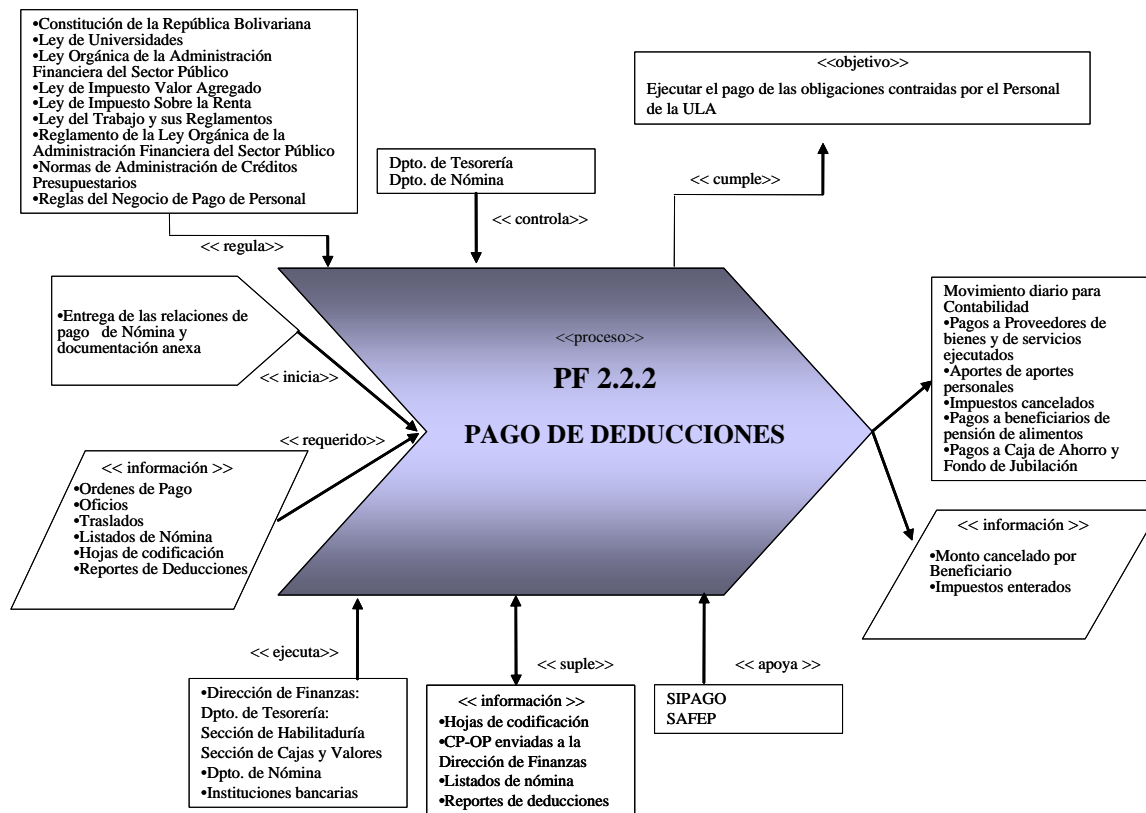 •Constitución de la República Bolivariana
•Ley de Universidades
•Ley Orgánica de la Administración
Financiera del Sector Público
•Ley de Impuesto Valor Agregado
•Ley de Impuesto Sobre la Renta
•Ley del Trabajo y sus Reglamentos
•Reglamento de la Ley Orgánica de la
Administración Financiera del Sector Público
•Normas de Administración de Créditos
Presupuestarios
•Reglas del Negocio de Pago de Personal
<<objetivo>>
Ejecutar el pago de las obligaciones contraidas por el Personal
de la ULA
Dpto. de Tesorería
Dpto. de Nómina
<< regula>>
<< controla>>
<< cumple>>
•Entrega de las relaciones de
pago de Nómina y
documentación anexa
<< inicia>>
<< requerido>>
<< información >>
•Ordenes de Pago
•Oficios
•Traslados
•Listados de Nómina
•Hojas de codificación
•Reportes de Deducciones
<<proceso>>
PF 2.2.2
PAGO DE DEDUCCIONES
Movimiento diario para
Contabilidad
•Pagos a Proveedores de
bienes y de servicios
ejecutados
•Aportes de aportes
personales
•Impuestos cancelados
•Pagos a beneficiarios de
pensión de alimentos
•Pagos a Caja de Ahorro y
Fondo de Jubilación
<< información >>
•Monto cancelado por
Beneficiario
•Impuestos enterados
<< ejecuta>>
<< suple>>
<< apoya >>
•Dirección de Finanzas:
Dpto. de Tesorería:
Sección de Habilitaduría
Sección de Cajas y Valores
•Dpto. de Nómina
•Instituciones bancarias
<< información >>
•Hojas de codificación
•CP-OP enviadas a la
Dirección de Finanzas
•Listados de nómina
•Reportes de deducciones
SIPAGO
SAFEP